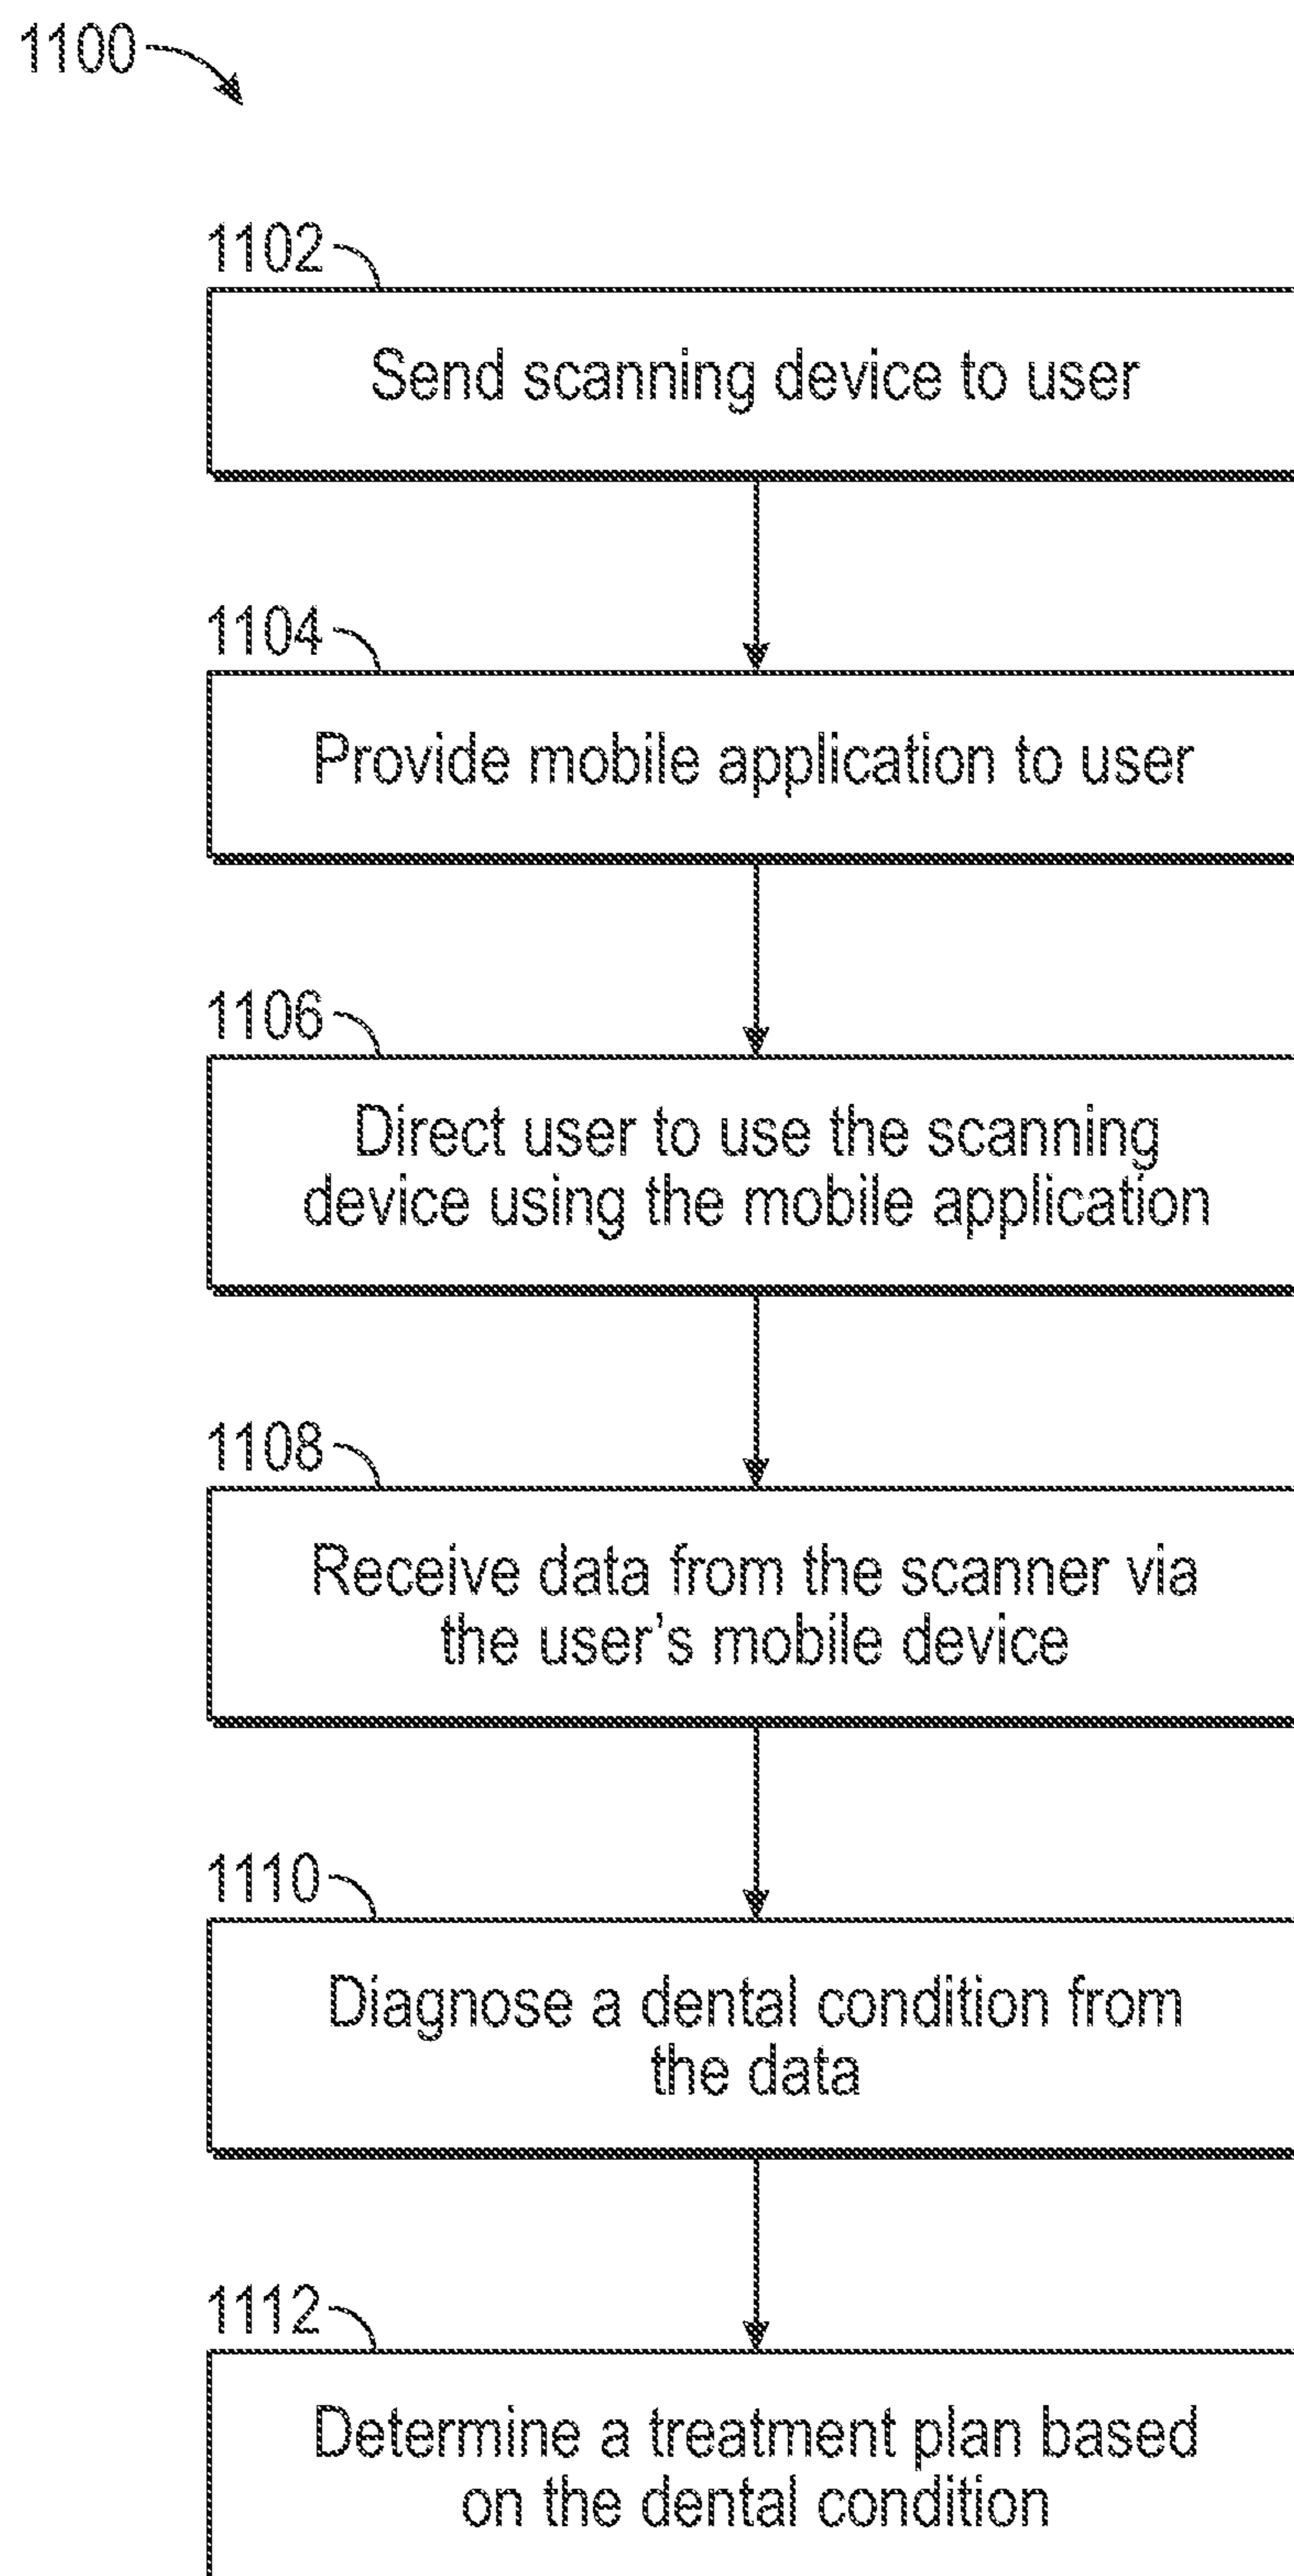 1100
1102
Send scanning device to user
1104
Provide mobile application to user
1106
Direct user to use the scanning
device using the mobile application
1108
Receive data from the scanner via
the user's mobile device
1110
Diagnose a dental condition from
the data
1112
Determine a treatment plan based
on the dental condition